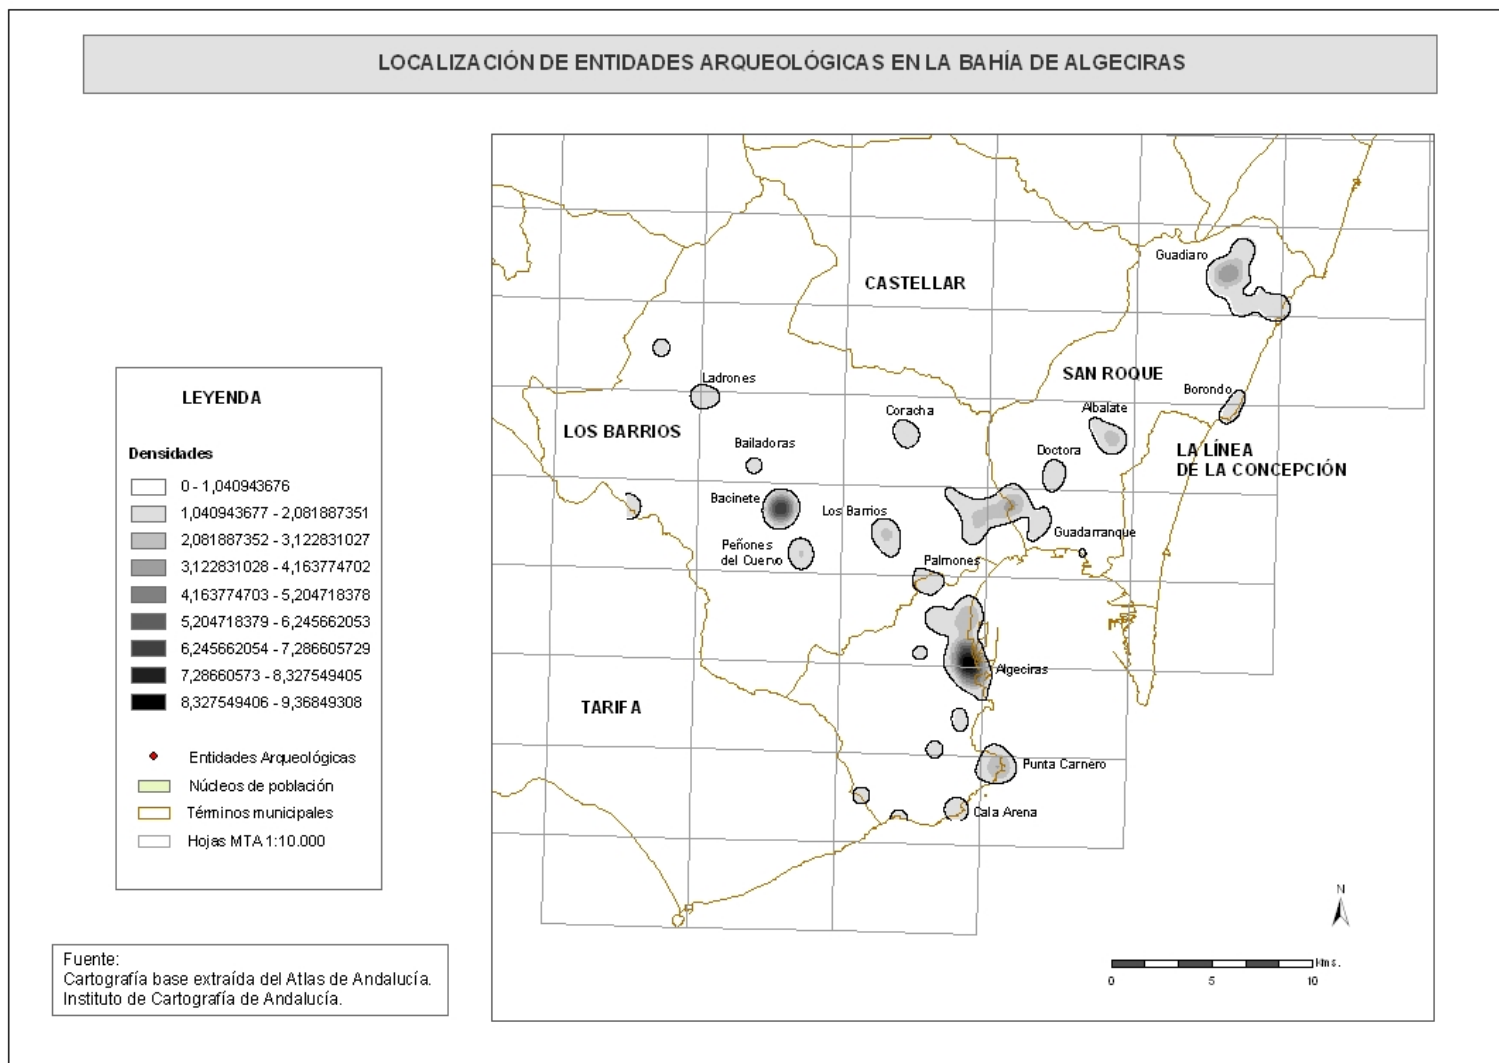 LOCALIZACIÓN DE ENTIDADES ARQUEOLÓGICAS EN LA BAHÍA DE ALGECIRAS
Guadiaro
CASTELLAR
SAN ROQUE
Ladrones
Borondo
Coracha
Albalate
LOS BARRIOS
Bailadoras
Doctora
LA LÍNEA
DE LA CONCEPCIÓN
Bacinete
Los Barrios
Guadarranque
Peñones
del Cuervo
Palmones
Algeciras
TARIFA
Punta Carnero
Cala Arena
LEYENDA
Densidades
0 - 1,040943676
1,040943677 - 2,081887351
2,081887352 - 3,122831027
3,122831028 - 4,163774702
4,163774703 - 5,204718378
5,204718379 - 6,245662053
6,245662054 - 7,286605729
7,28660573 - 8,327549405
8,327549406 - 9,36849308
Entidades Arqueológicas
Núcleos de población
Términos municipales
Hojas MTA 1:10.000
N
Kms.
0 5 10
Fuente:
Cartografía base extraída del Atlas de Andalucía.
Instituto de Cartografía de Andalucía.